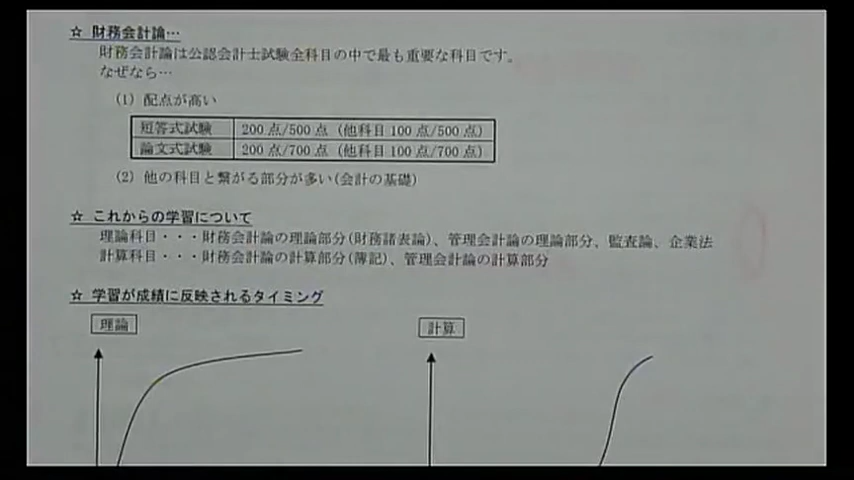 ☆ 財務会計論…
財務会計論は公認会計士試験全科目の中で最も重要な科目です。
なぜなら…
(1) 配点が高い
短答式試験 200点/500点 (他科目100点/500点)
論文式試験 200点/700点 (他科目100点/700点)
(2) 他の科目と繋がる部分が多い(会計の基礎)
☆ これからの学習について
理論科目・・・財務会計論の理論部分(財務諸表論)、管理会計論の理論部分、監査論、企業法
計算科目・・・財務会計論の計算部分(簿記)、管理会計論の計算部分
☆ 学習が成績に反映されるタイミング
理論 計算